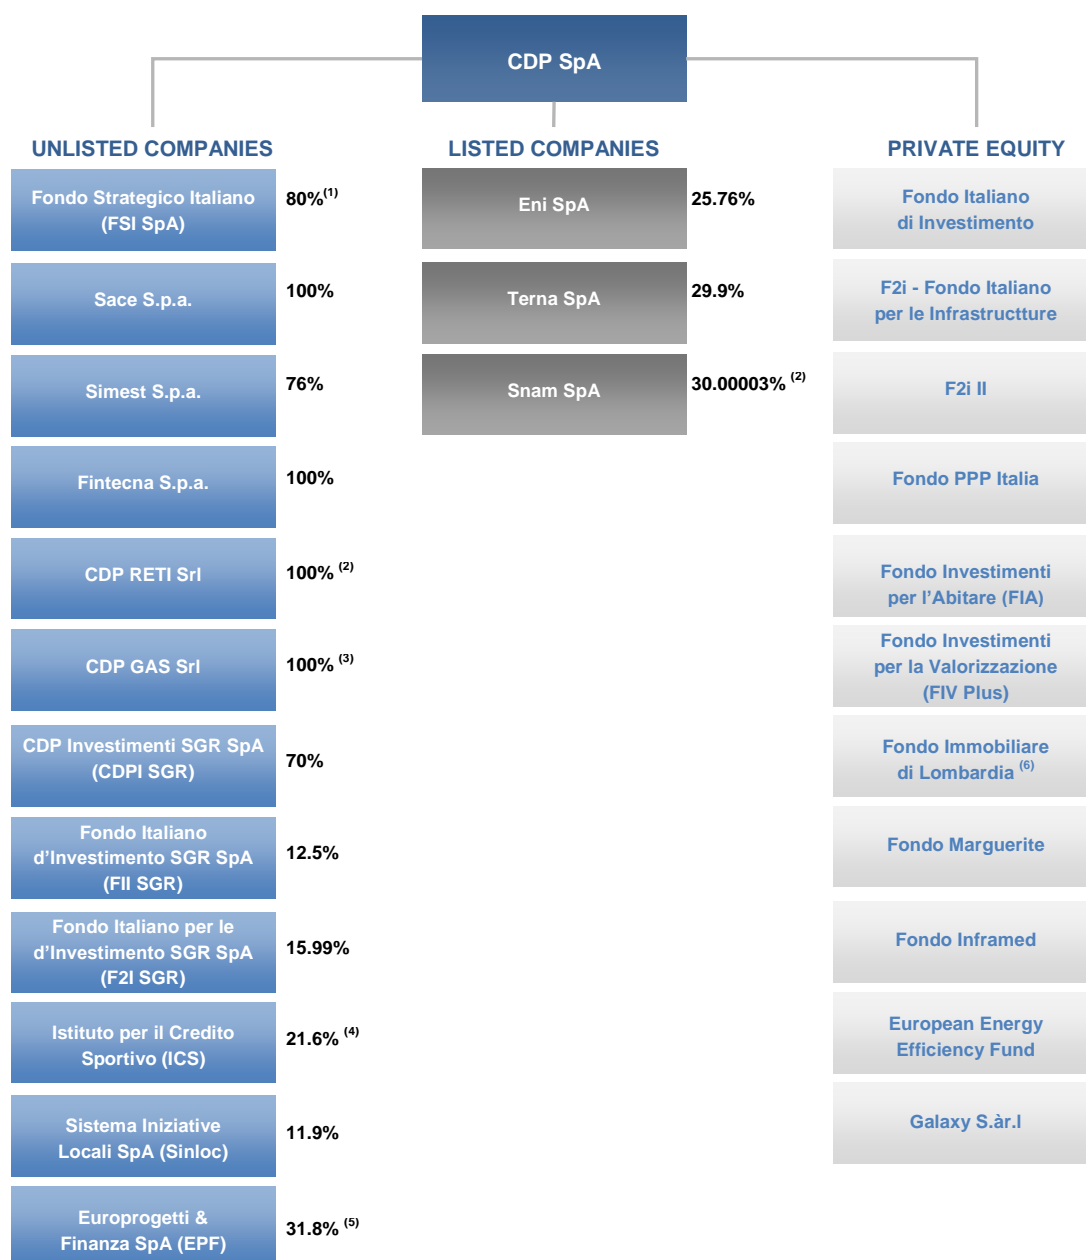 CDP SpA
UNLISTED COMPANIES
Fondo Strategico Italiano
(FSI SpA)
80%(1)
Sace S.p.a.
100%
Simest S.p.a.
76%
Fintecna S.p.a.
100%
CDP RETI Srl
100% (2)
CDP GAS Srl
100% (3)
CDP Investimenti SGR SpA
(CDPI SGR)
70%
Fondo Italiano
d’Investimento SGR SpA
(FII SGR)
12.5%
Fondo Italiano per le
d’Investimento SGR SpA
(F2I SGR)
15.99%
Istituto per il Credito
Sportivo (ICS)
21.6% (4)
Sistema Iniziative
Locali SpA (Sinloc)
11.9%
Europrogetti &
Finanza SpA (EPF)
31.8% (5)
LISTED COMPANIES
Eni SpA
25.76%
Terna SpA
29.9%
Snam SpA
30.00003% (2)
PRIVATE EQUITY
Fondo Italiano
di Investimento
F2i - Fondo Italiano
per le Infrastructture
F2i II
Fondo PPP Italia
Fondo Investimenti
per l’Abitare (FIA)
Fondo Investimenti
per la Valorizzazione
(FIV Plus)
Fondo Immobiliare
di Lombardia (6)
Fondo Marguerite
Fondo Inframed
European Energy
Efficiency Fund
Galaxy S.àr.l